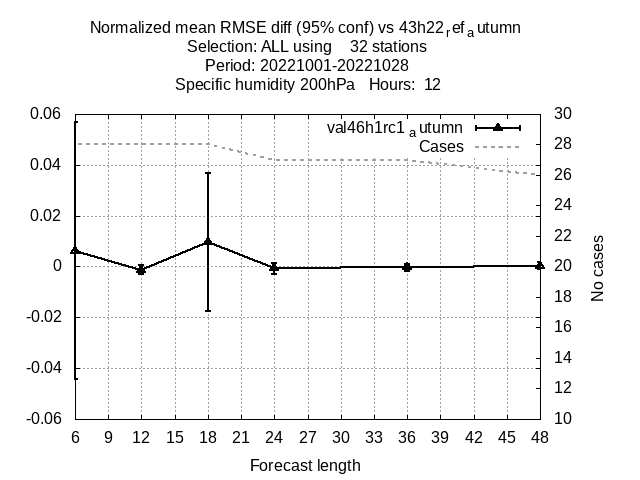 Normalized mean RMSE diff (95% conf) vs 43h22refautumn
Selection: ALL using 32 stations
Period: 20221001-20221028
Specific humidity 200hPa Hours: 12
0.06
0.04
0.02
0
-0.02
-0.04
-0.06
val46h1rc1autumn
Cases
30
28
26
24
22
20
18
16
14
12
10
No cases
6 9 12 15 18 21 24 27 30 33 36 39 42 45 48
Forecast length